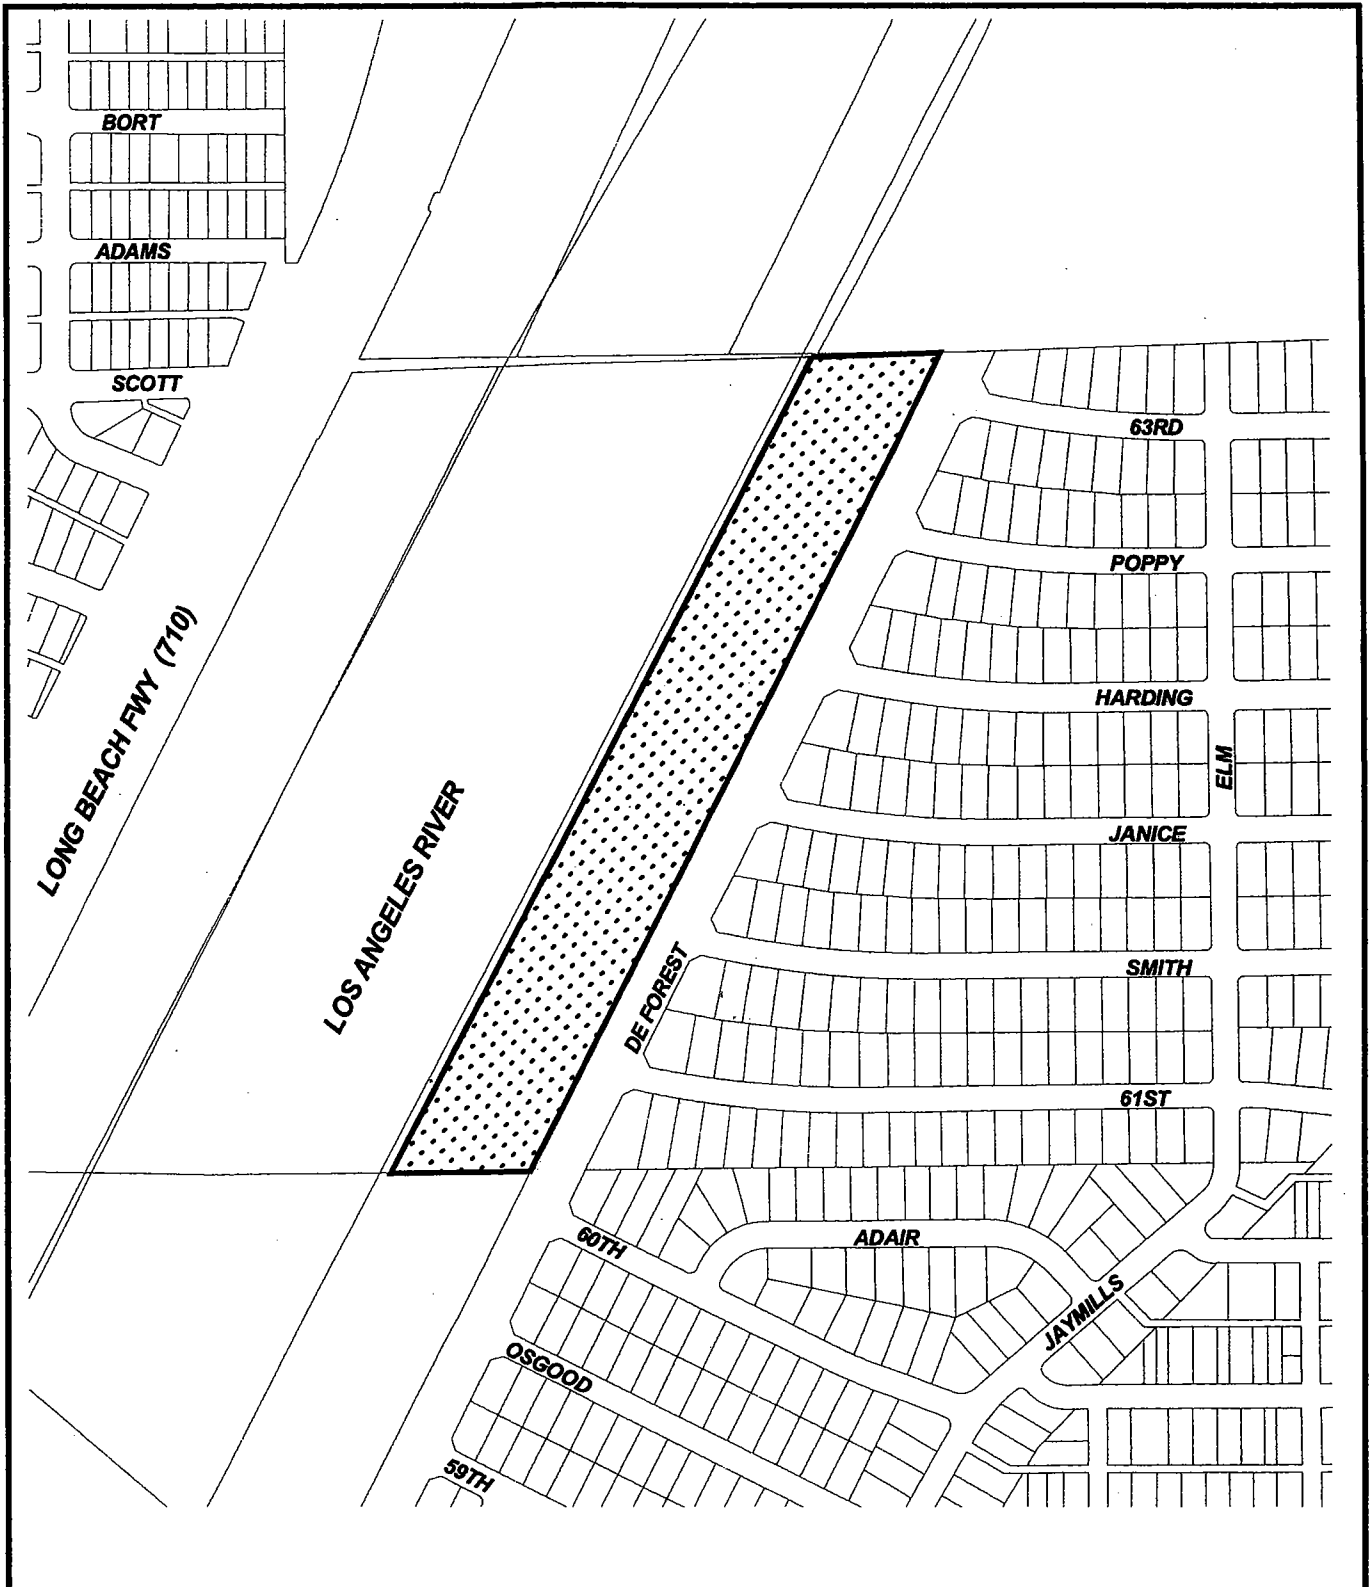 BORT
ADAMS
SCOTT
63RD
POPPY
HARDING
ELM
LONG BEACH FWY (710)
LOS ANGELES RIVER
JANICE
DE FOREST
SMITH
61ST
60TH
ADAIR
JAYMILLS
OSGOOD
59TH